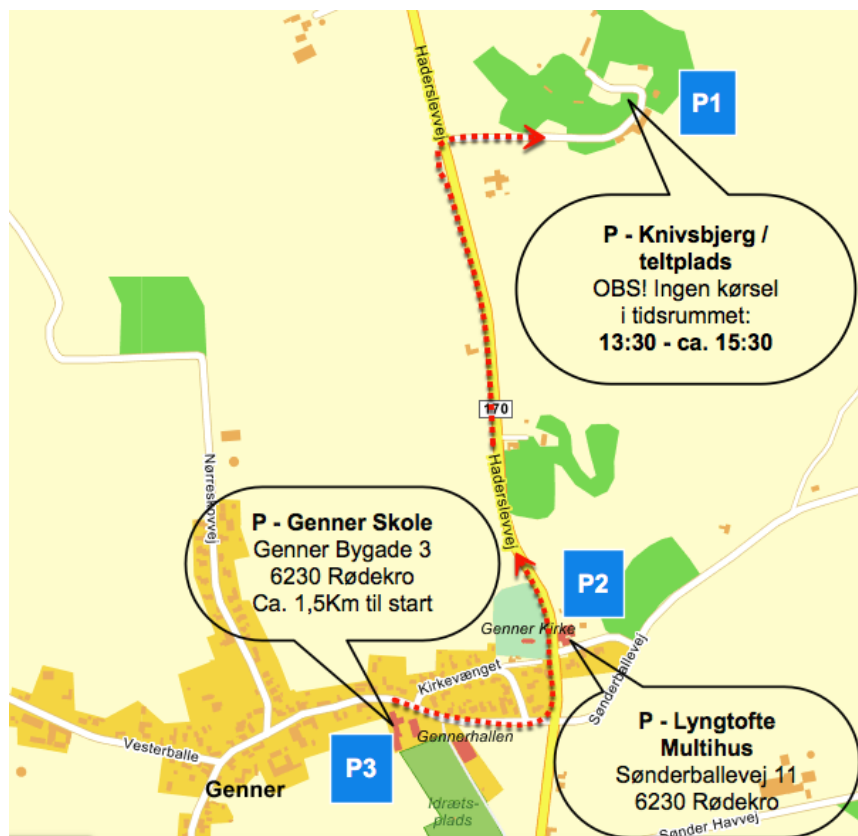 Haderslevvej
P1
P - Knivsbjerg /
teltplads
OBS! Ingen kørsel
i tidsrummet:
13:30 - ca. 15:30
170
Haderslevvej
Nørreskovvej
P - Genner Skole
Genner Bygade 3
6230 Rødekro
Ca. 1,5Km til start
P2
Genner Kirke
Kirkevænget
Sønderballevej
Gennerhallen
Vesterballe
P3
Genner
Idræts-
plads
P - Lyngtofte
Multihus
Sønderballevej 11
6230 Rødekro
Sønder Havvej